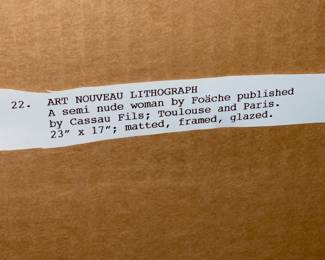 22. ART NOUVEAU LITHOGRAPH
A semi nude woman by Foäche published
by Cassau Fils; Toulouse and Paris.
23" x 17"; matted, framed, glazed.